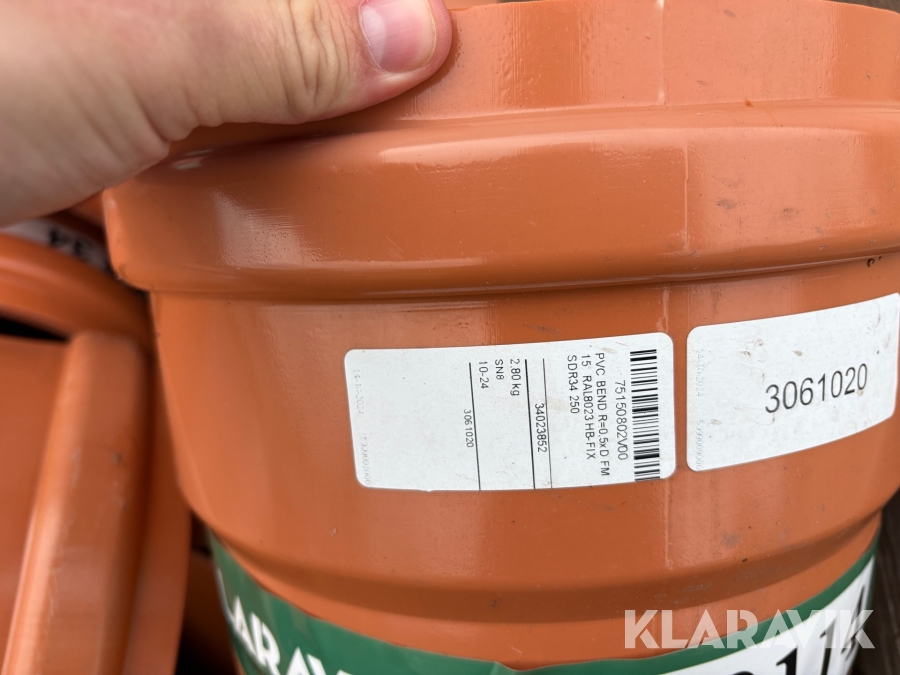 75150802V00
PVC BEND R=0,5xD FM
15° RAL8023 HB-FIX
SDR34 250
34023852
2.80 kg
SN8
10-24
3061020
3061020
KLARAVIK